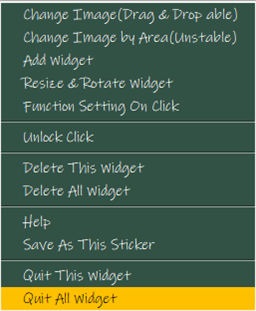 Change Image(Drag & Drop able)
Change Image by Area(Unstable)
Add Widget
Resize & Rotate Widget
Function Setting On Click
Unlock Click
Delete This Widget
Delete All Widget
Help
Save As This Sticker
Quit This Widget
Quit All Widget